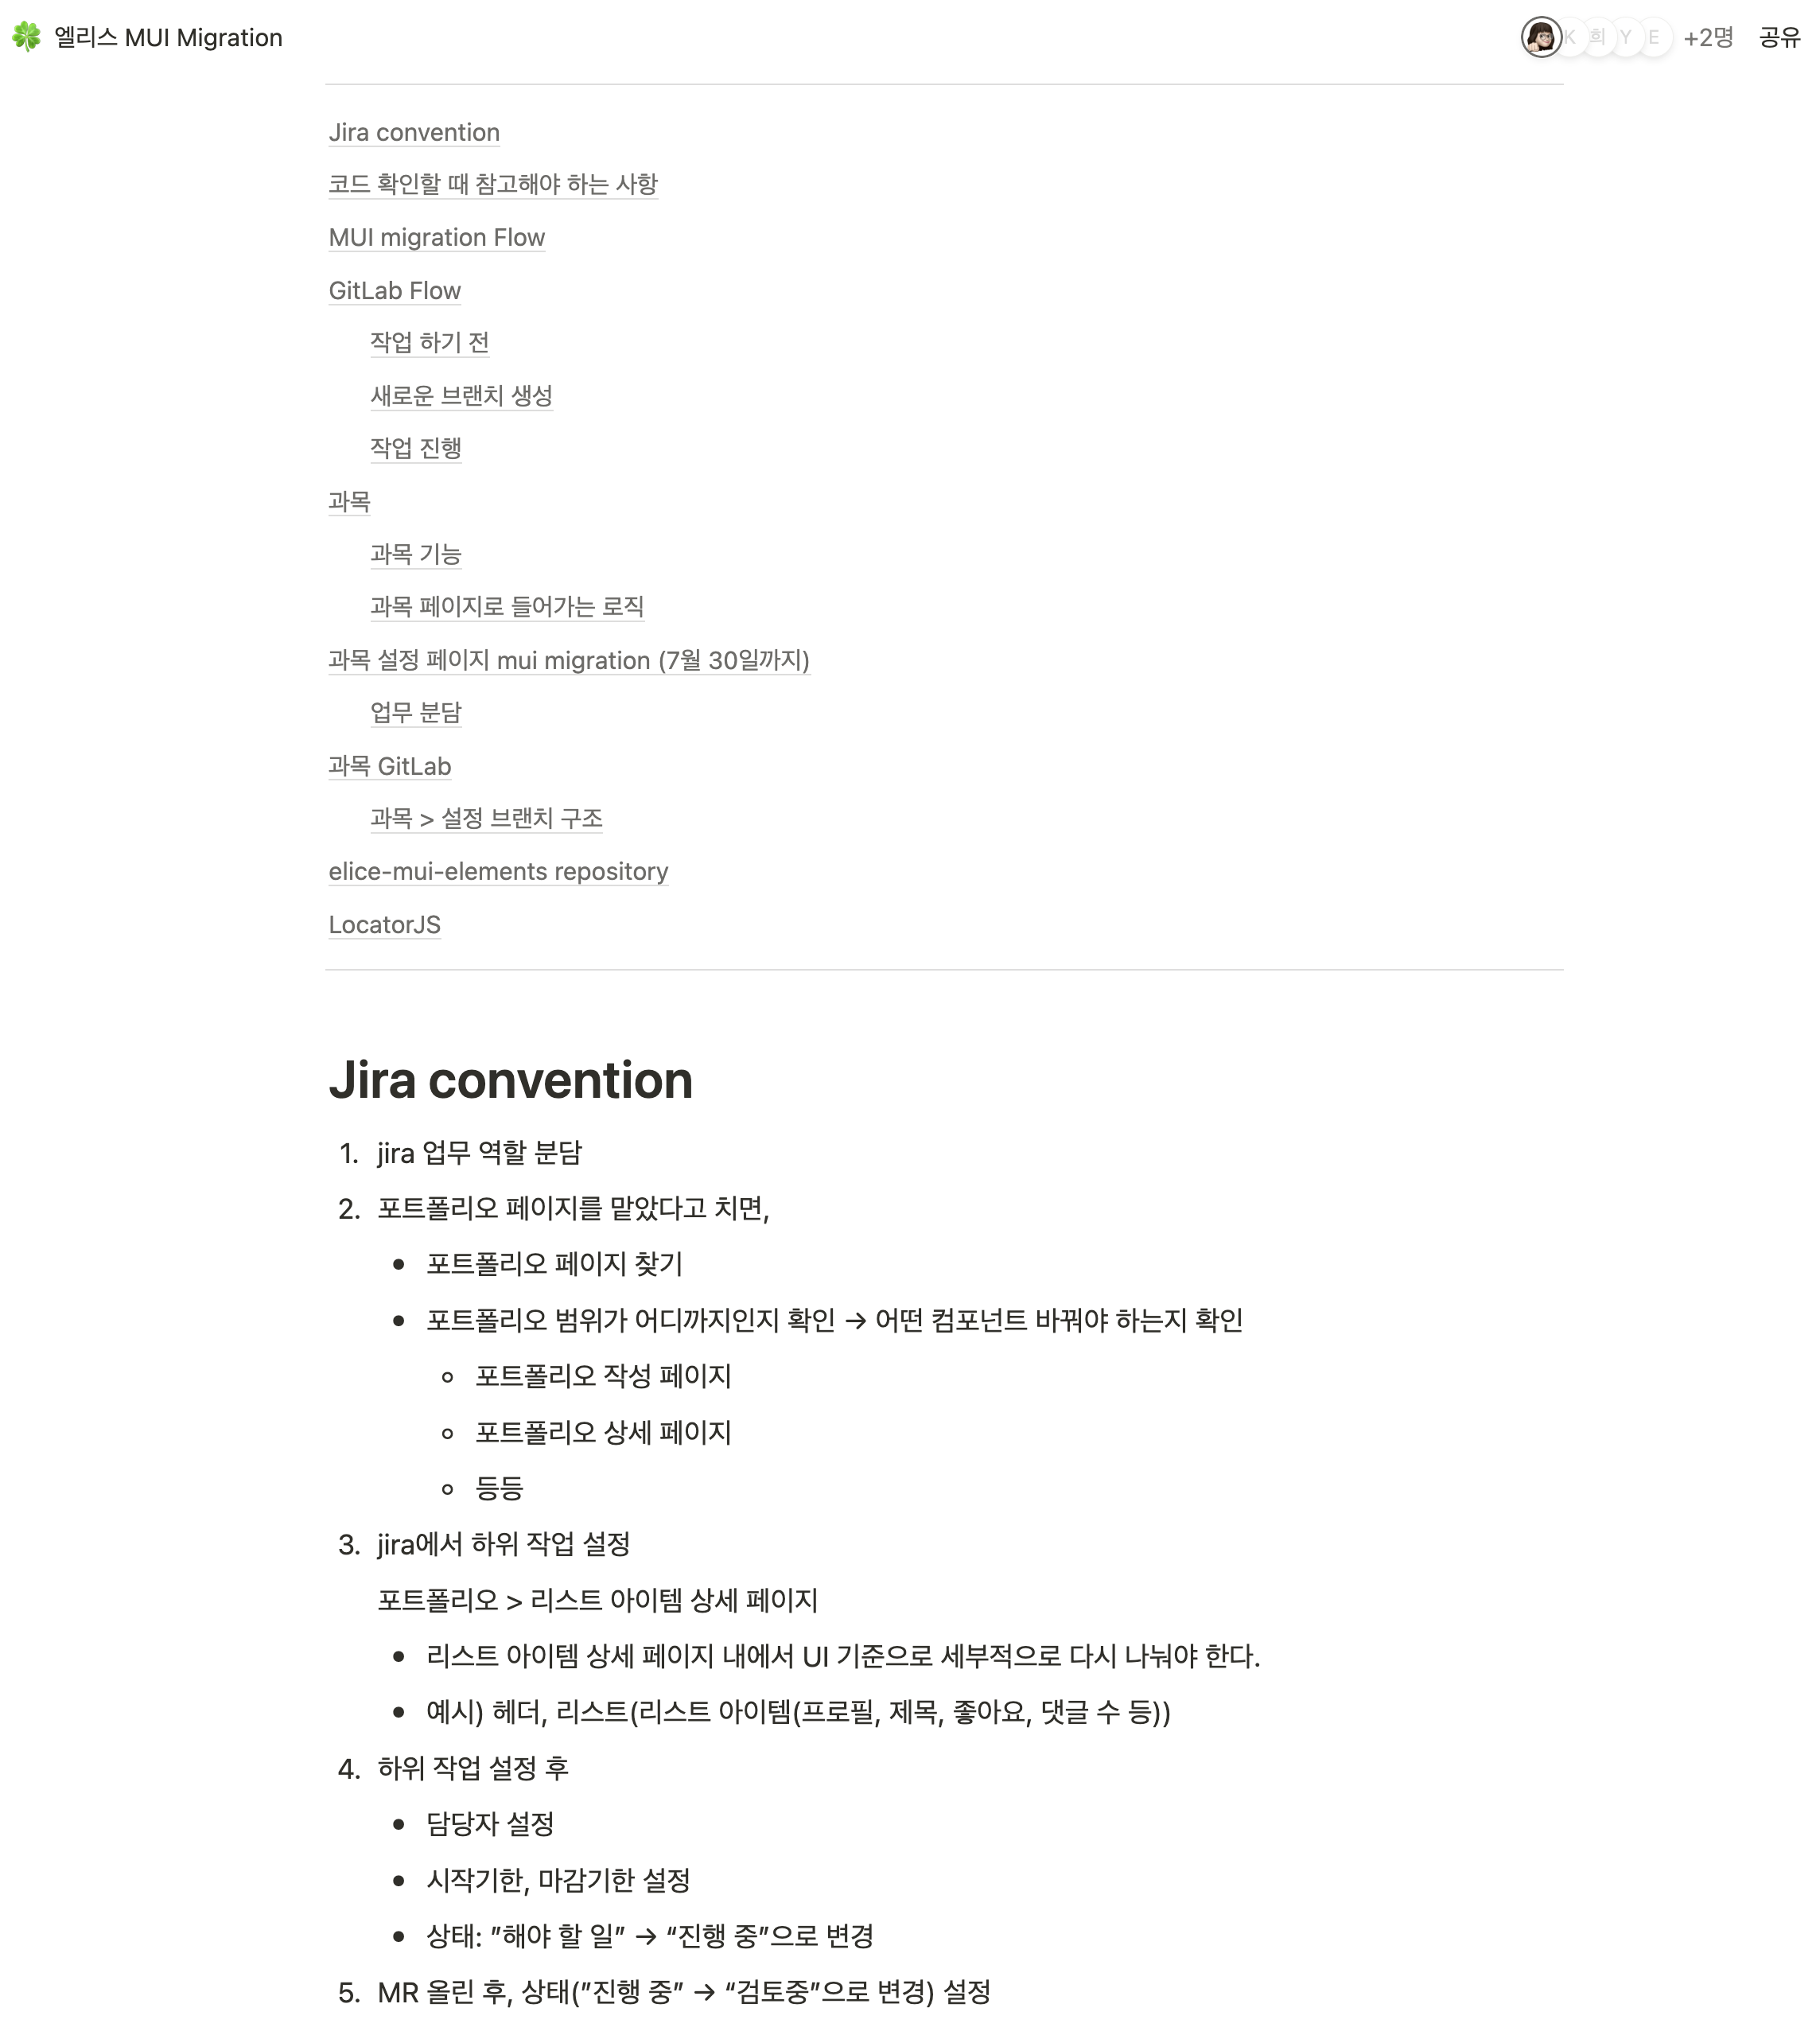 엘리스 MUI Migration
K 희 Y E +2명 공유
Jira convention
코드 확인할 때 참고해야 하는 사항
MUI migration Flow
GitLab Flow
작업 하기 전
새로운 브랜치 생성
작업 진행
과목
과목 기능
과목 페이지로 들어가는 로직
과목 설정 페이지 mui migration (7월 30일까지)
업무 분담
과목 GitLab
과목 > 설정 브랜치 구조
elice-mui-elements repository
LocatorJS
Jira convention
1. jira 업무 역할 분담
2. 포트폴리오 페이지를 맡았다고 치면,
• 포트폴리오 페이지 찾기
• 포트폴리오 범위가 어디까지인지 확인 → 어떤 컴포넌트 바꿔야 하는지 확인
◦ 포트폴리오 작성 페이지
◦ 포트폴리오 상세 페이지
◦ 등등
3. jira에서 하위 작업 설정
포트폴리오 > 리스트 아이템 상세 페이지
• 리스트 아이템 상세 페이지 내에서 UI 기준으로 세부적으로 다시 나눠야 한다.
• 예시) 헤더, 리스트(리스트 아이템(프로필, 제목, 좋아요, 댓글 수 등))
4. 하위 작업 설정 후
• 담당자 설정
• 시작기한, 마감기한 설정
• 상태: ”해야 할 일” → “진행 중”으로 변경
5. MR 올린 후, 상태(”진행 중” → “검토중”으로 변경) 설정